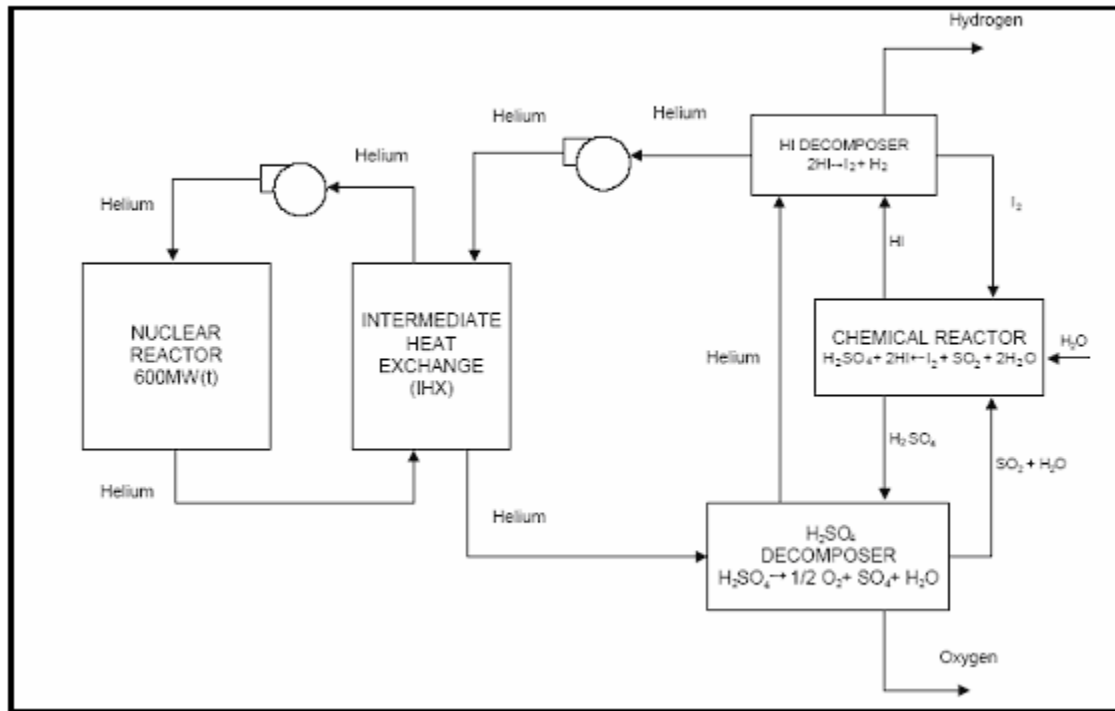 Hydrogen
Helium
Helium
HI DECOMPOSER
2HI→I₂+ H₂
Helium
Helium
I₂
HI
NUCLEAR
REACTOR
600MW(t)
INTERMEDIATE
HEAT
EXCHANGE
(IHX)
Helium
CHEMICAL REACTOR
H₂SO₄+ 2HI←I₂ + SO₂ + 2H₂O
H₂O
H₂SO₄
SO₂ + H₂O
Helium
Helium
H₂SO₄
DECOMPOSER
H₂SO₄→ 1/2 O₂+ SO₄+ H₂O
Oxygen